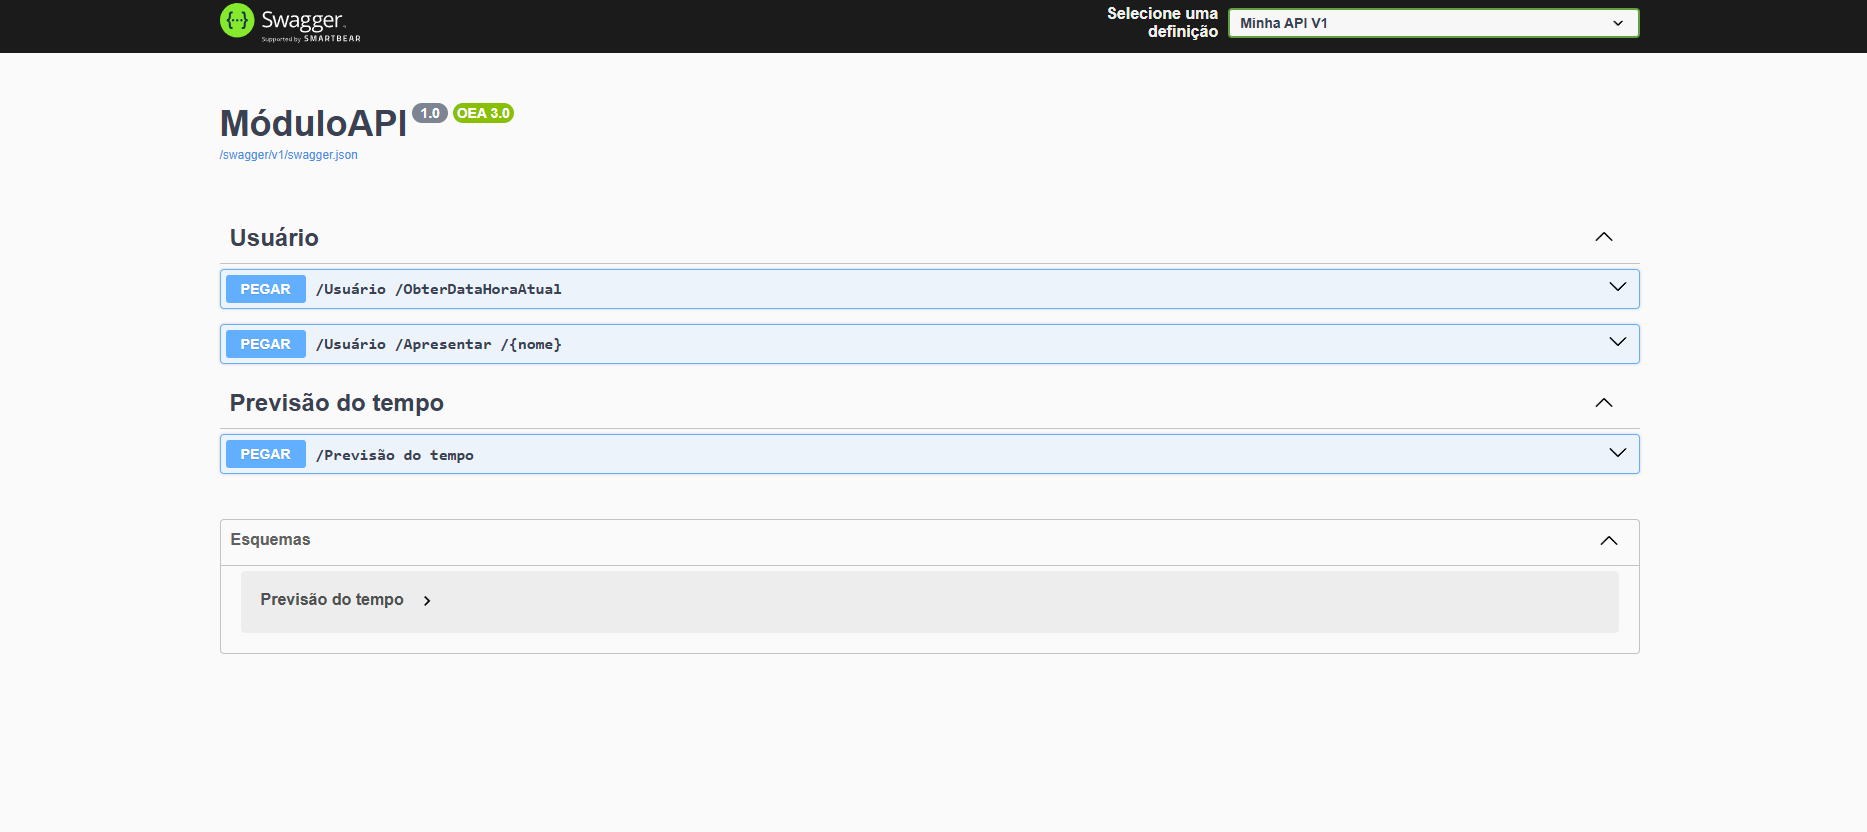 Swagger
Supported by SMARTBEAR
Selecione uma definição
Minha API V1
MóduloAPI 1.0 OEA 3.0
/swagger/v1/swagger.json
Usuário
PEGAR /Usuário /ObterDataHoraAtual
PEGAR /Usuário /Apresentar /{nome}
Previsão do tempo
PEGAR /Previsão do tempo
Esquemas
Previsão do tempo